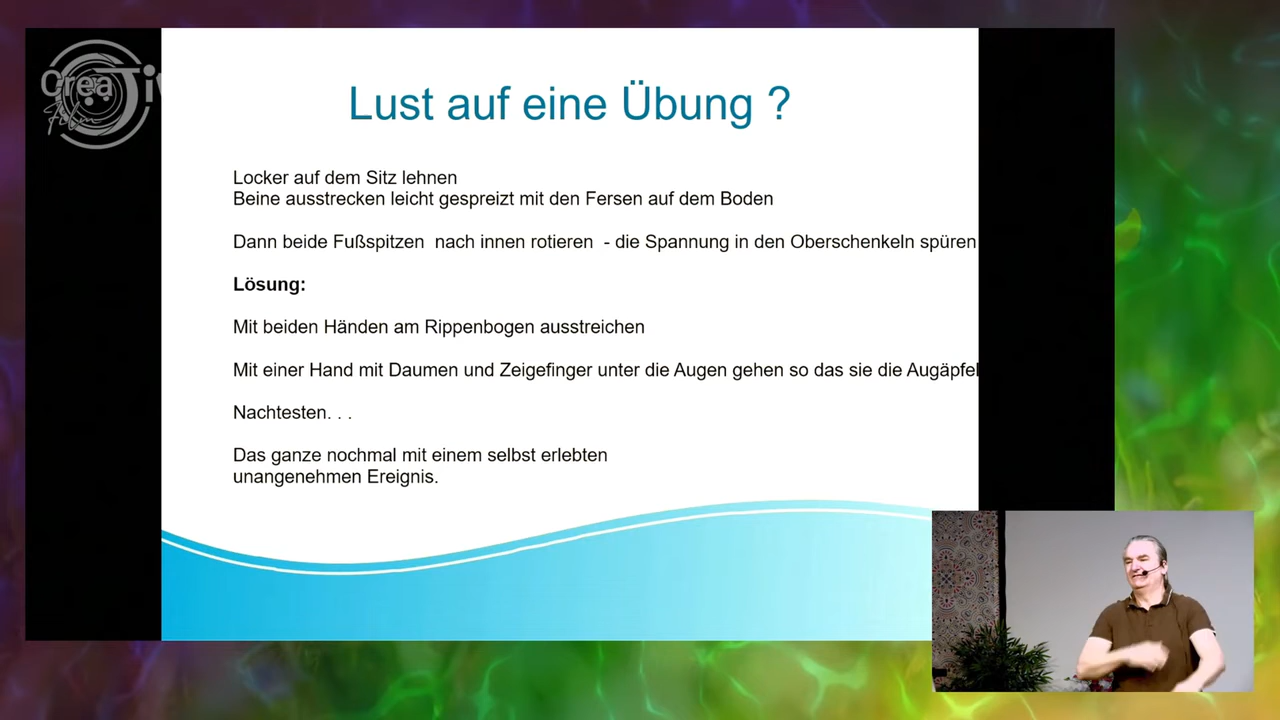 Crea
Film
Lust auf eine Übung ?
Locker auf dem Sitz lehnen
Beine ausstrecken leicht gespreizt mit den Fersen auf dem Boden
Dann beide Fußspitzen nach innen rotieren - die Spannung in den Oberschenkeln spüren
Lösung:
Mit beiden Händen am Rippenbogen ausstreichen
Mit einer Hand mit Daumen und Zeigefinger unter die Augen gehen so das sie die Augäpfel
Nachtesten. . .
Das ganze nochmal mit einem selbst erlebten
unangenehmen Ereignis.